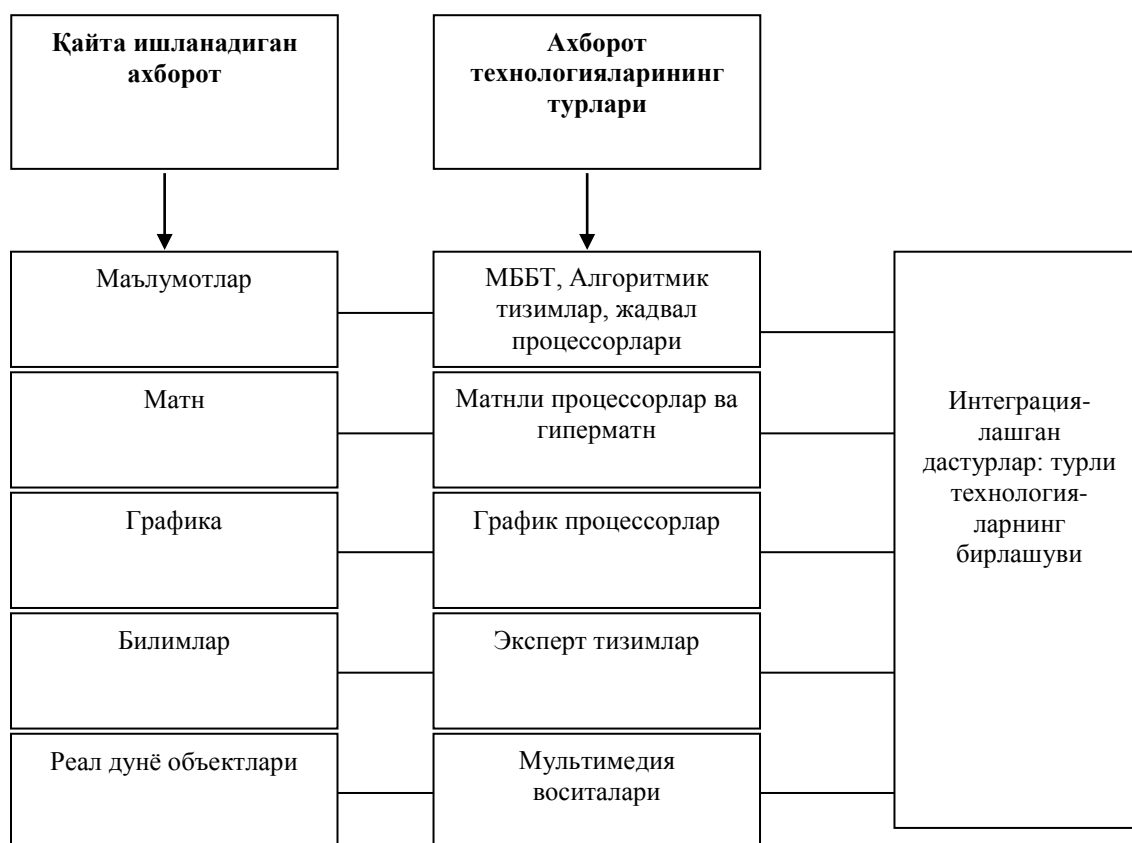 Қайта ишланадиган
ахборот
Ахборот
технологияларининг
турлари
Маълумотлар
МББТ, Алгоритмик
тизимлар, жадвал
процессорлари
Матн
Матнли процессорлар ва
гиперматн
Графика
График процессорлар
Билимлар
Эксперт тизимлар
Реал дунё объектлари
Мультимедия
воситалари
Интеграция-
лашган
дастурлар: турли
технология-
ларнинг
бирлашуви